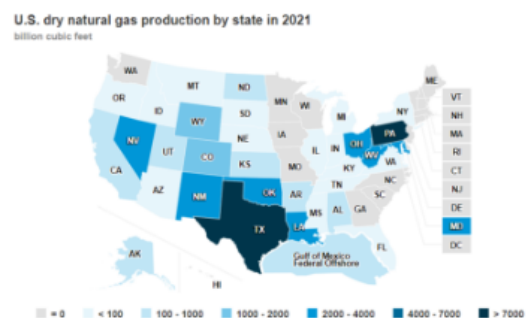 U.S. dry natural gas production by state in 2021
billion cubic feet
WA
MT
ND
MN
WI
ME
VT
NH
MA
RI
CT
NJ
DE
MD
DC
OR
ID
SD
MI
NY
WY
IA
PA
NV
UT
NE
IL
IN
OH
WV
VA
CO
KS
MO
KY
CA
NC
TN
AZ
NM
OK
AR
SC
MS
AL
GA
TX
LA
Gulf of Mexico
Federal Offshore
FL
AK
HI
= 0
< 100
100 - 1000
1000 - 2000
2000 - 4000
4000 - 7000
> 7000